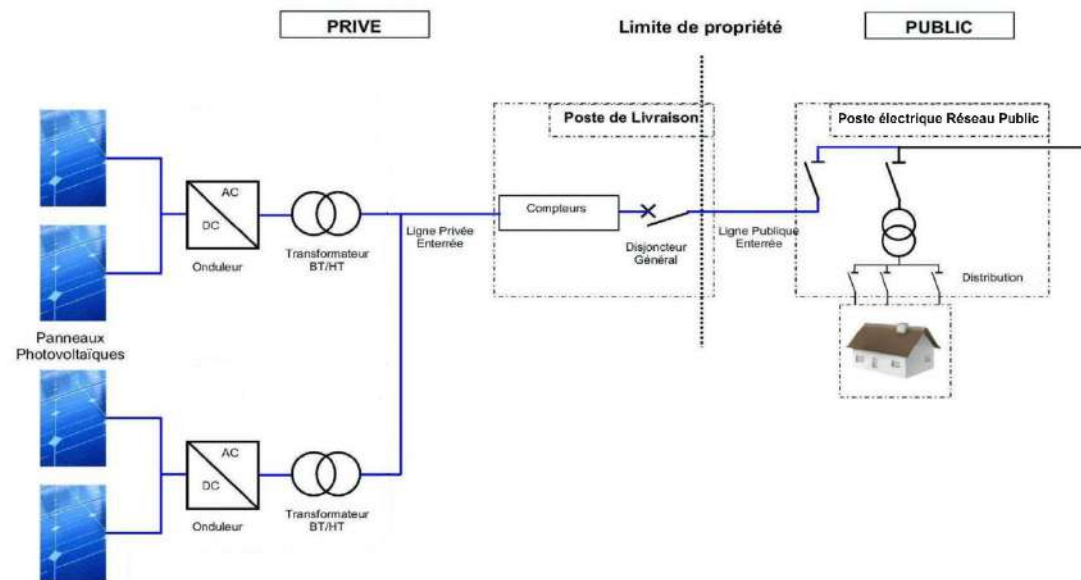 PRIVE
Limite de propriété
PUBLIC
Poste de Livraison
Poste électrique Réseau Public
AC
DC
Onduleur
Transformateur
BT/HT
Ligne Privée
Enterrée
Compteurs
Disjoncteur
Général
Ligne Publique
Enterrée
Distribution
Panneaux
Photovoltaïques
AC
DC
Onduleur
Transformateur
BT/HT